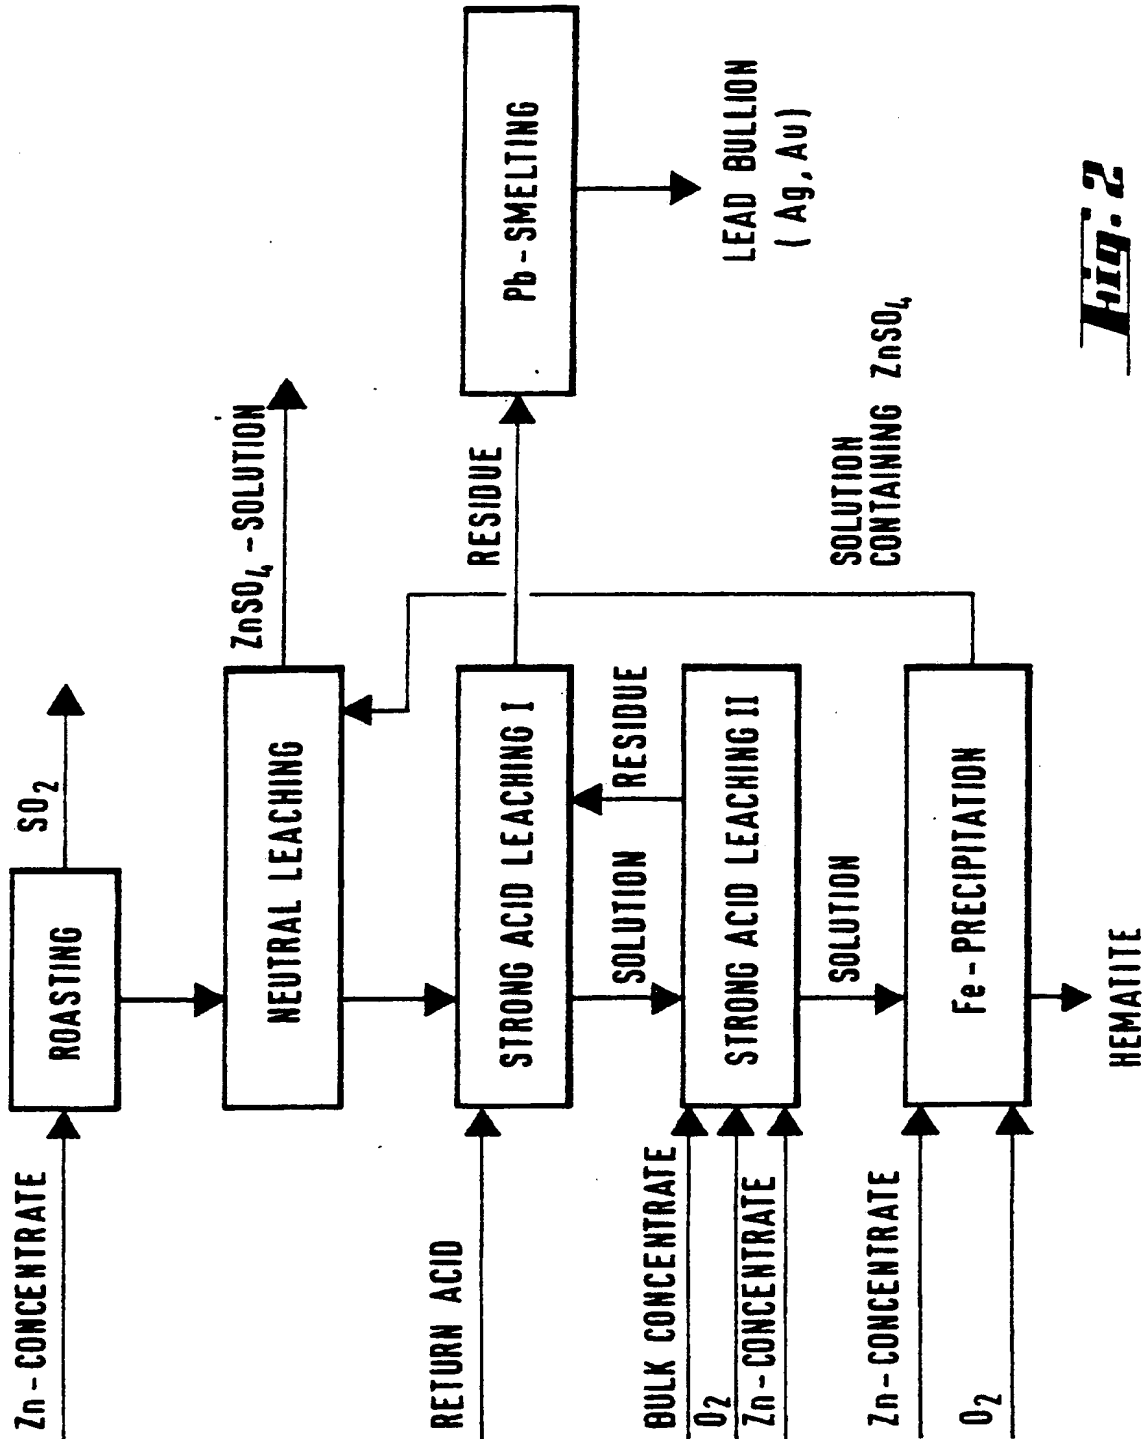 Zn-CONCENTRATE
ROASTING
SO₂
NEUTRAL LEACHING
ZnSO₄-SOLUTION
RETURN ACID
STRONG ACID LEACHING I
RESIDUE
Pb-SMELTING
LEAD BULLION
(Ag, Au)
SOLUTION
RESIDUE
BULK CONCENTRATE
O₂
Zn-CONCENTRATE
STRONG ACID LEACHING II
SOLUTION
SOLUTION
CONTAINING ZnSO₄
Zn-CONCENTRATE
O₂
Fe-PRECIPITATION
HEMATITE
Fig. 2